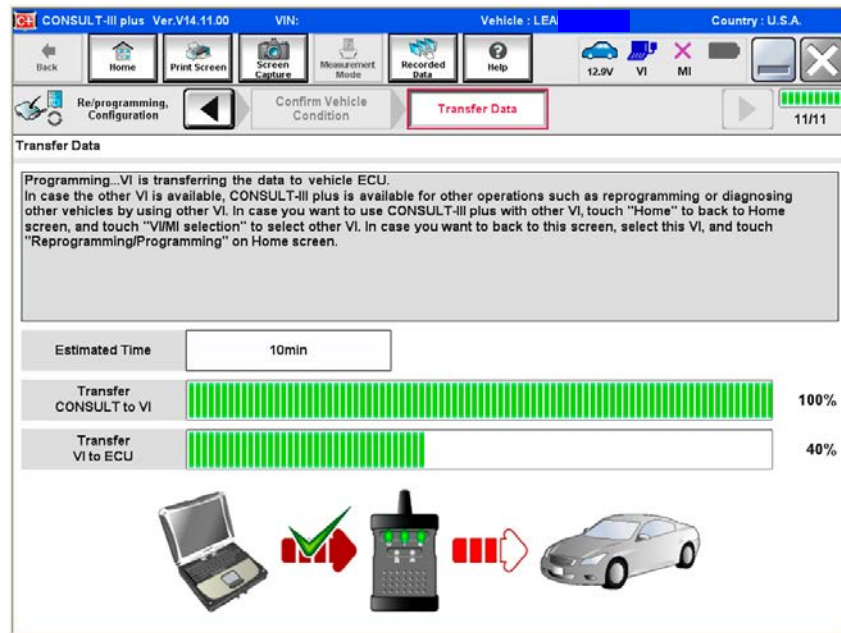 CONSULT-III plus Ver.V14.11.00 VIN: Vehicle : LEA Country : U.S.A.
Back Home Print Screen Screen Capture Measurement Mode Recorded Data Help 12.9V VI MI
Re/programming, Configuration Confirm Vehicle Condition Transfer Data 11/11
Transfer Data
Programming...VI is transferring the data to vehicle ECU.
In case the other VI is available, CONSULT-III plus is available for other operations such as reprogramming or diagnosing
other vehicles by using other VI. In case you want to use CONSULT-III plus with other VI, touch "Home" to back to Home
screen, and touch "VI/MI selection" to select other VI. In case you want to back to this screen, select this VI, and touch
"Reprogramming/Programming" on Home screen.
Estimated Time 10min
Transfer CONSULT to VI 100%
Transfer VI to ECU 40%